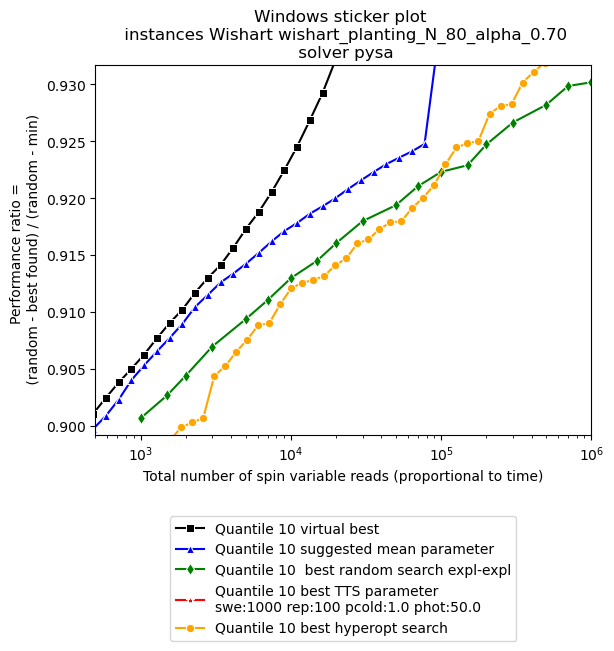 Windows sticker plot
instances Wishart wishart_planting_N_80_alpha_0.70
solver pysa
Performance ratio =
(random - best found) / (random - min)
0.930
0.925
0.920
0.915
0.910
0.905
0.900
10³
10⁴
10⁵
10⁶
Total number of spin variable reads (proportional to time)
Quantile 10 virtual best
Quantile 10 suggested mean parameter
Quantile 10  best random search expl-expl
Quantile 10 best TTS parameter
swe:1000 rep:100 pcold:1.0 phot:50.0
Quantile 10 best hyperopt search